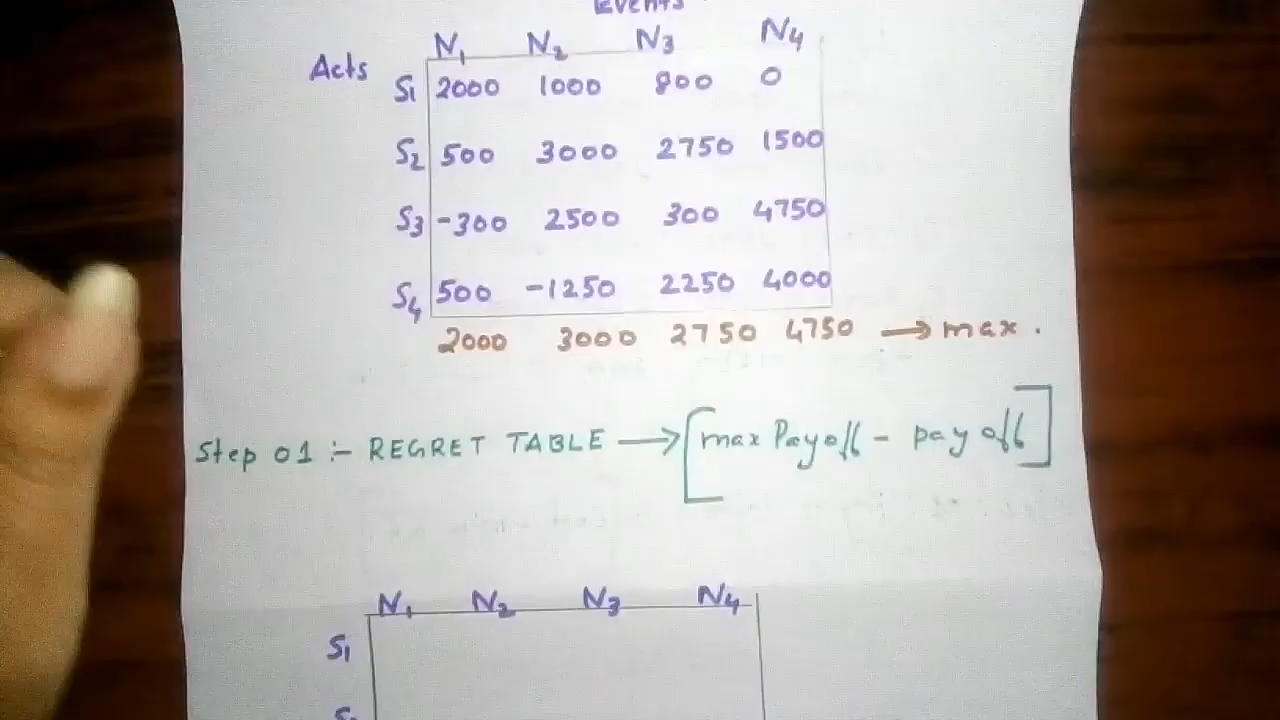 Events
N1 N2 N3 N4
Acts
S1 2000 1000 800 0
S2 500 3000 2750 1500
S3 -300 2500 300 4750
S4 500 -1250 2250 4000
2000 3000 2750 4750 → max.
Step 01 :- REGRET TABLE → [max Payoff - payoff]
N1 N2 N3 N4
S1